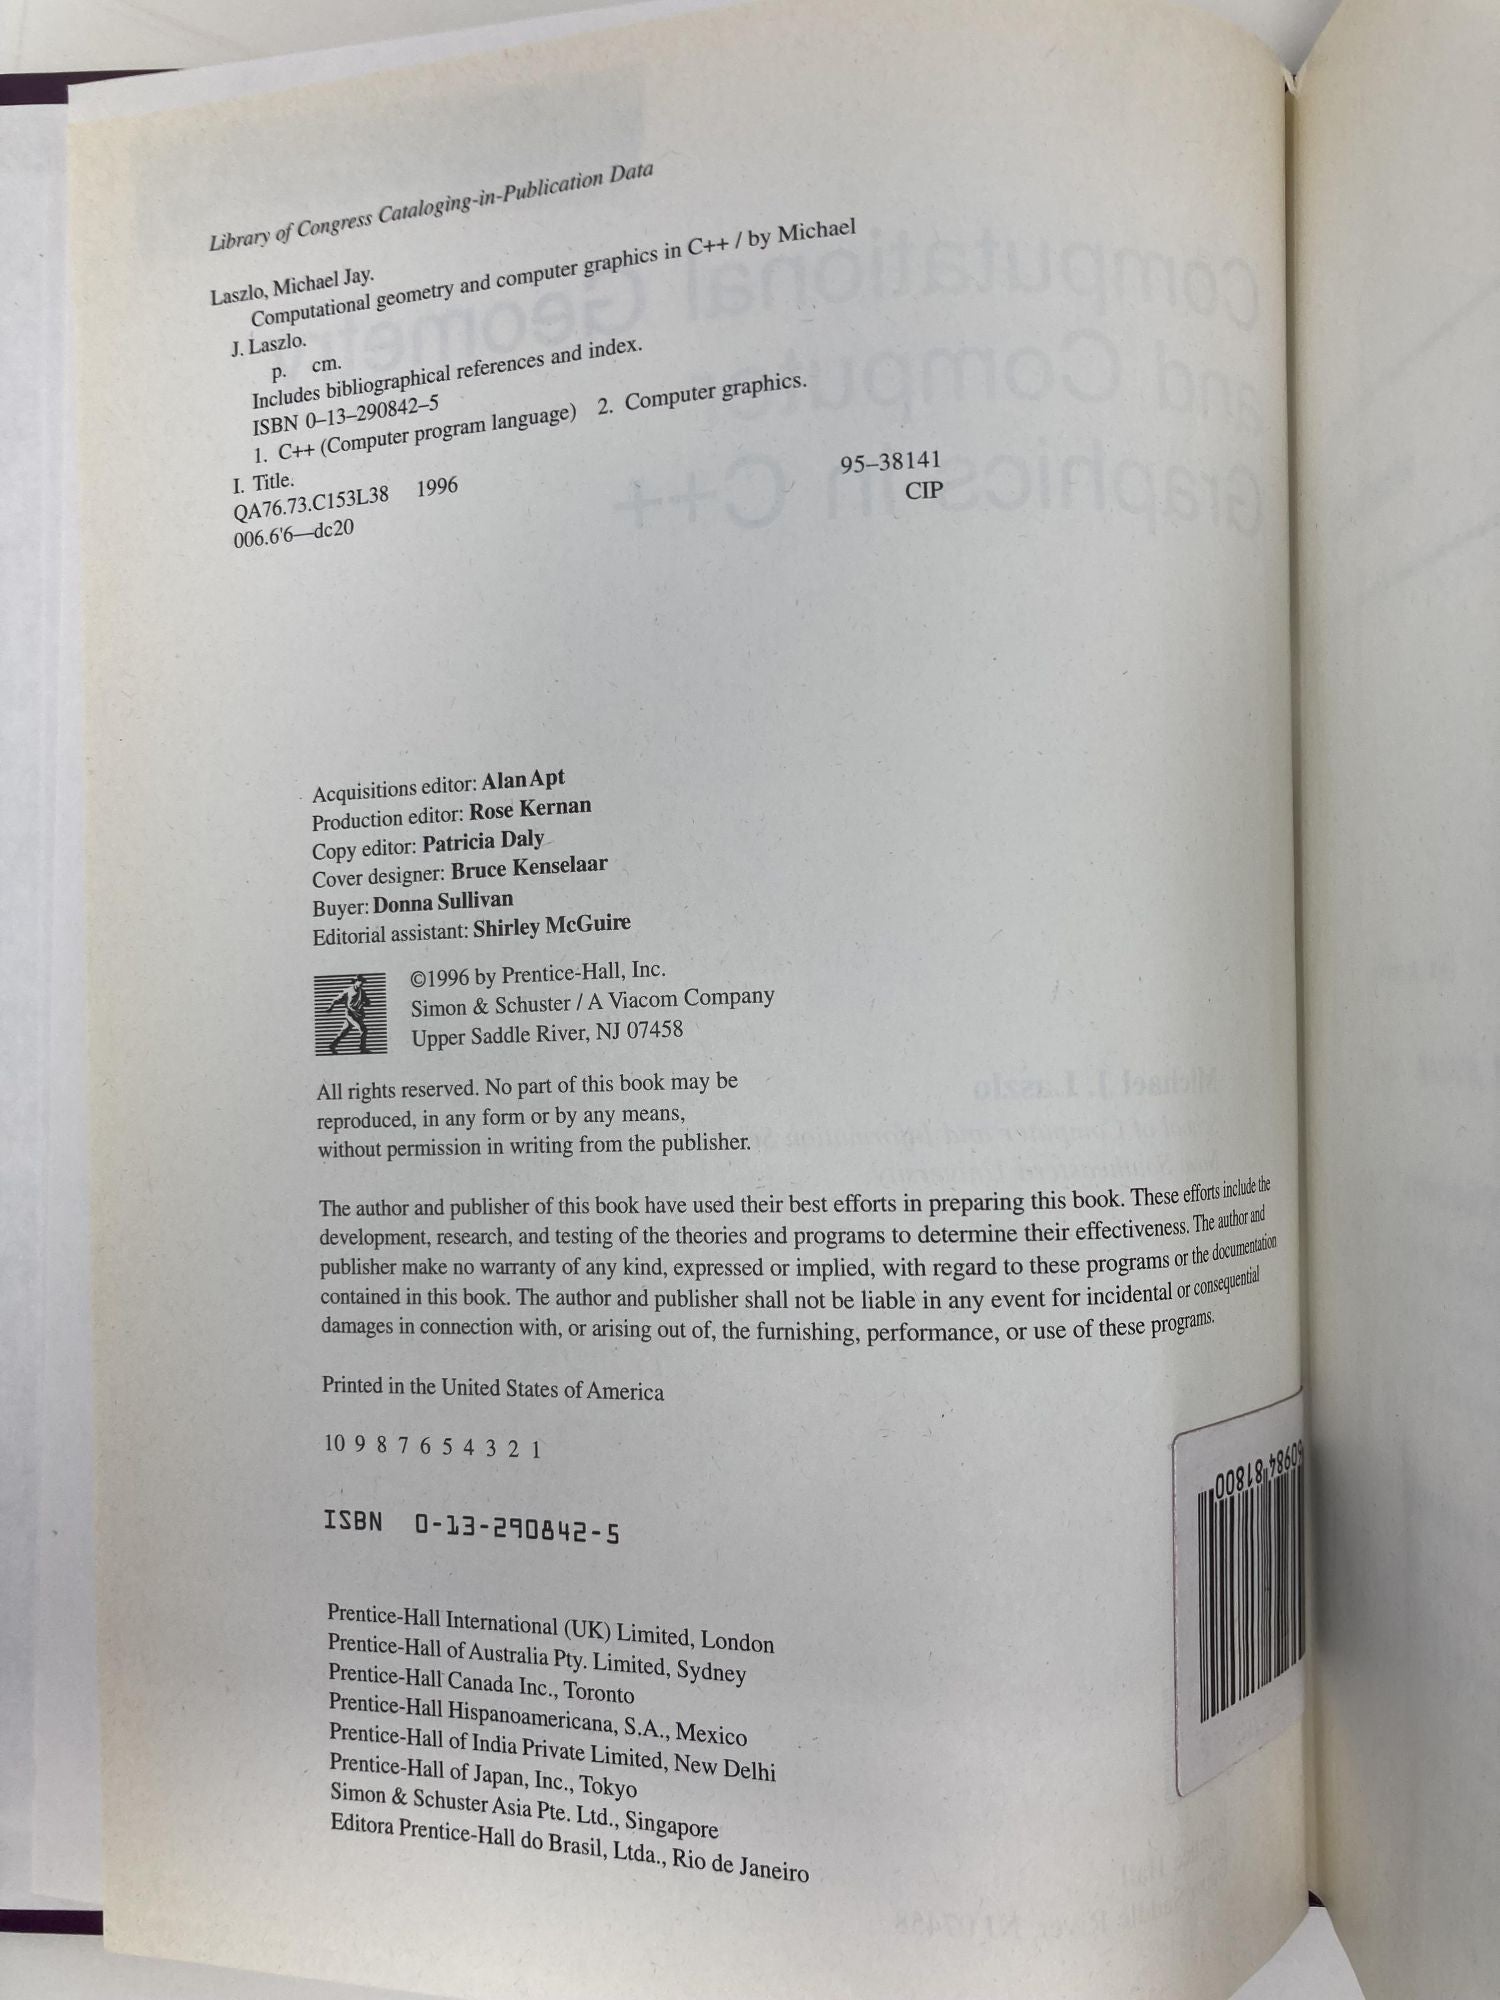 Library of Congress Cataloging-in-Publication Data
Laszlo, Michael Jay.
Computational geometry and computer graphics in C++ / by Michael
J. Laszlo.
p. cm.
Includes bibliographical references and index.
ISBN 0–13–290842–5
1. C++ (Computer program language) 2. Computer graphics.
I. Title.
QA76.73.C153L38 1996
95–38141
006.6'6—dc20
CIP
Acquisitions editor: Alan Apt
Production editor: Rose Kernan
Copy editor: Patricia Daly
Cover designer: Bruce Kenselaar
Buyer: Donna Sullivan
Editorial assistant: Shirley McGuire
©1996 by Prentice-Hall, Inc.
Simon & Schuster / A Viacom Company
Upper Saddle River, NJ 07458
All rights reserved. No part of this book may be
reproduced, in any form or by any means,
without permission in writing from the publisher.
The author and publisher of this book have used their best efforts in preparing this book. These efforts include the
development, research, and testing of the theories and programs to determine their effectiveness. The author and
publisher make no warranty of any kind, expressed or implied, with regard to these programs or the documentation
contained in this book. The author and publisher shall not be liable in any event for incidental or consequential
damages in connection with, or arising out of, the furnishing, performance, or use of these programs.
Printed in the United States of America
10 9 8 7 6 5 4 3 2 1
ISBN 0-13-290842-5
Prentice-Hall International (UK) Limited, London
Prentice-Hall of Australia Pty. Limited, Sydney
Prentice-Hall Canada Inc., Toronto
Prentice-Hall Hispanoamericana, S.A., Mexico
Prentice-Hall of India Private Limited, New Delhi
Prentice-Hall of Japan, Inc., Tokyo
Simon & Schuster Asia Pte. Ltd., Singapore
Editora Prentice-Hall do Brasil, Ltda., Rio de Janeiro